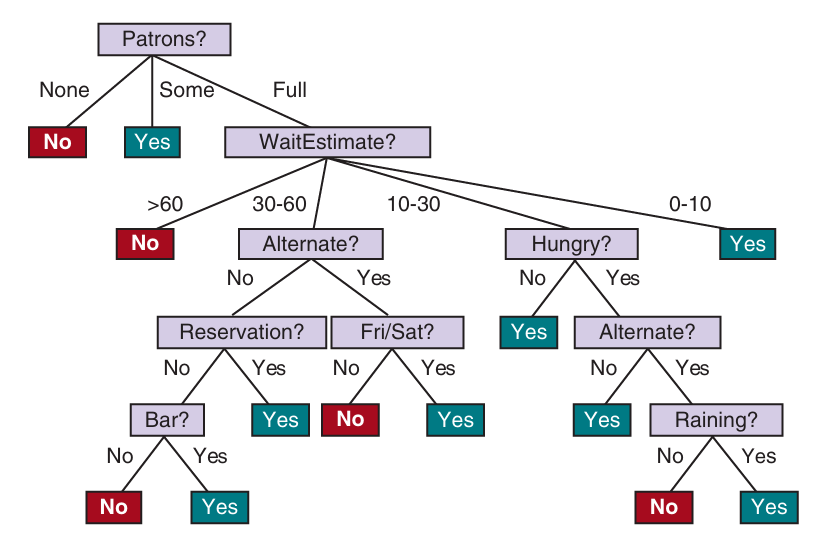 Patrons?
None Some Full
No Yes WaitEstimate?
>60 30-60 10-30 0-10
No Alternate? Hungry? Yes
No Yes No Yes
Reservation? Fri/Sat? Yes Alternate?
No Yes No Yes No Yes
Bar? Yes No Yes Yes Raining?
No Yes No Yes
No Yes No Yes